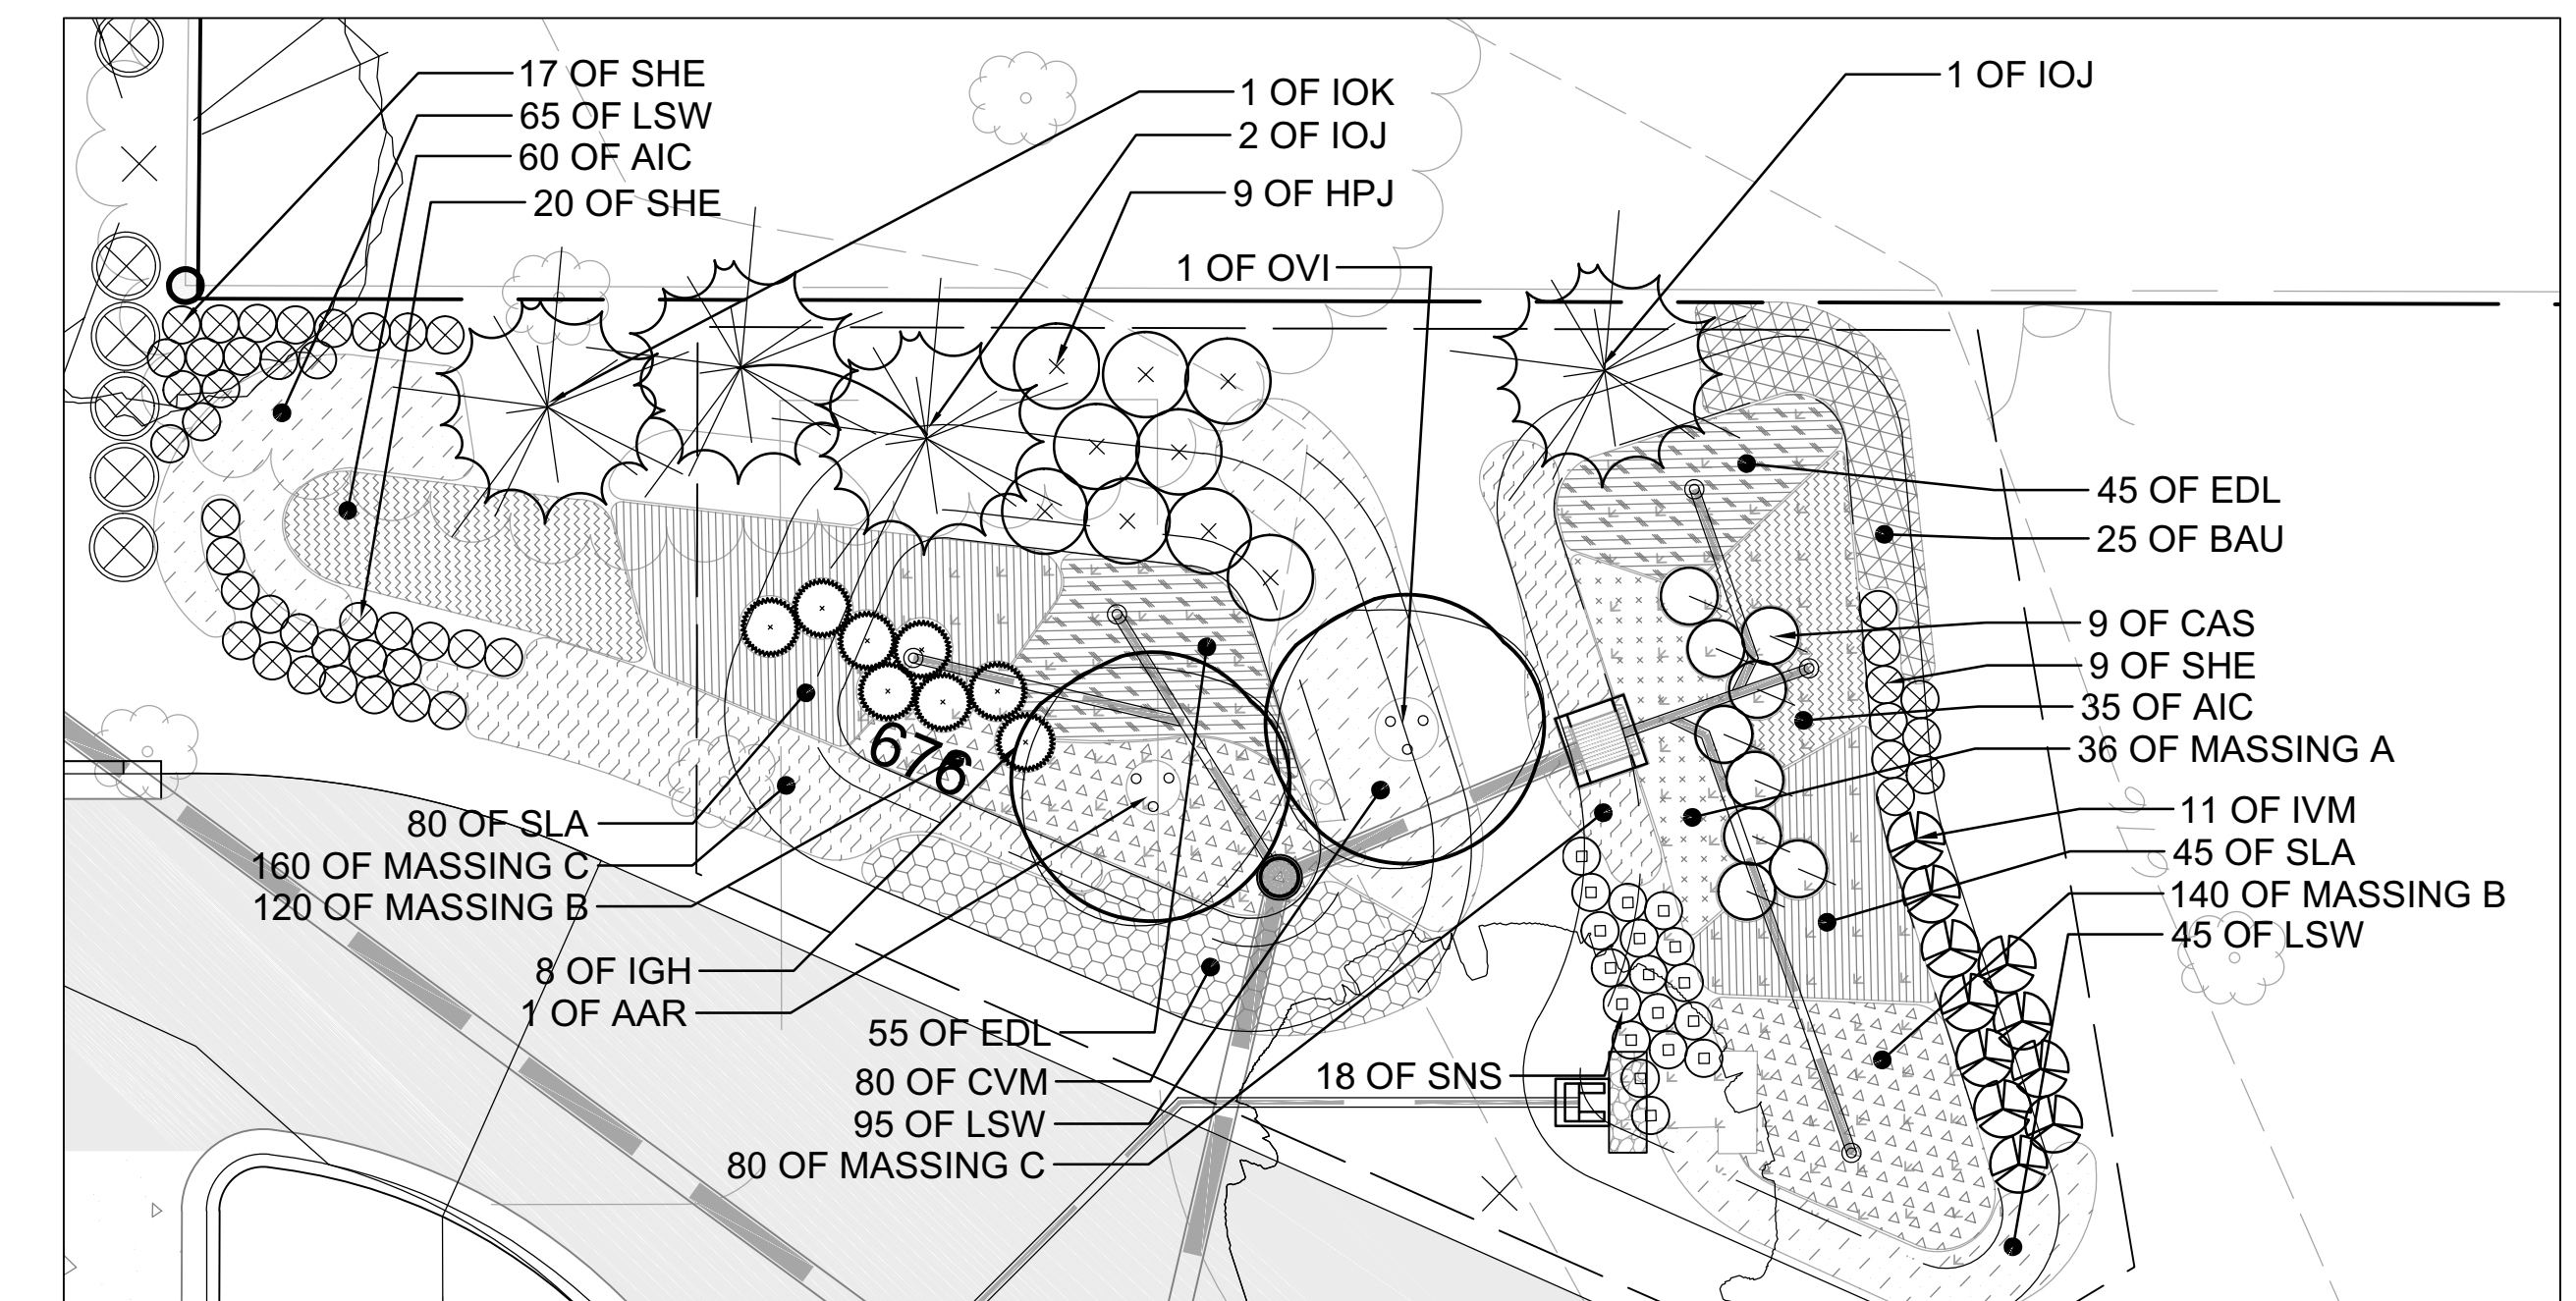 17 OF SHE
65 OF LSW
60 OF AIC
20 OF SHE
1 OF IOK
2 OF IOJ
9 OF HPJ
1 OF OVI
1 OF IOJ
45 OF EDL
25 OF BAU
9 OF CAS
9 OF SHE
35 OF AIC
36 OF MASSING A
11 OF IVM
45 OF SLA
140 OF MASSING B
45 OF LSW
676
80 OF SLA
160 OF MASSING C
120 OF MASSING B
8 OF IGH
1 OF AAR
55 OF EDL
80 OF CVM
95 OF LSW
80 OF MASSING C
18 OF SNS